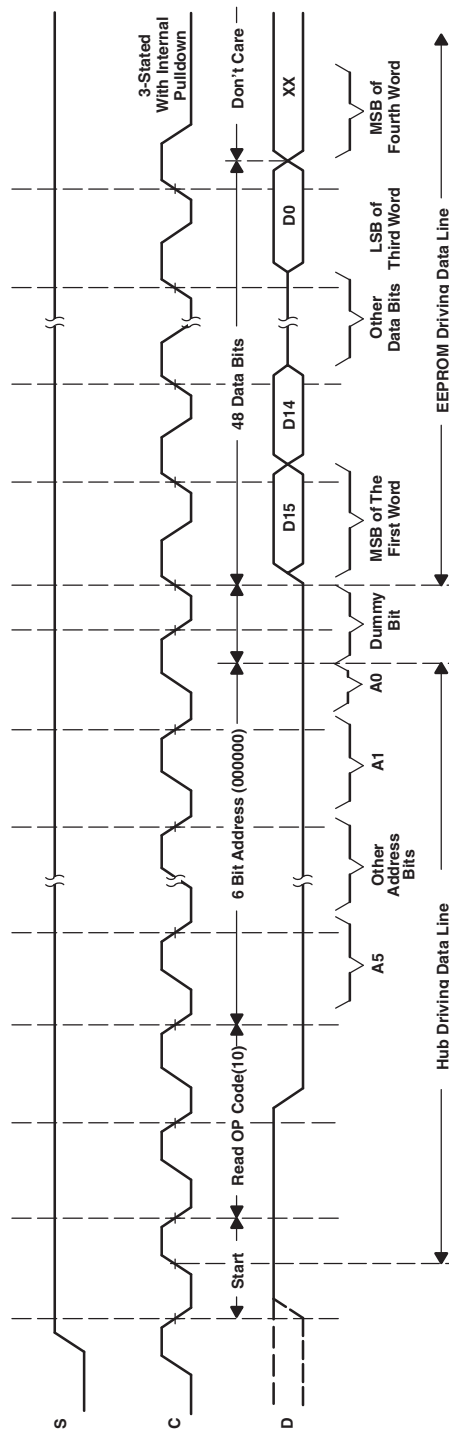 S
C
3-Stated
With Internal
Pulldown
Start
Read OP Code(10)
6 Bit Address (000000)
48 Data Bits
Don't Care
D
D15
D14
D0
XX
A5
Other
Address
Bits
A1
A0
Dummy
Bit
MSB of The
First Word
Other
Data Bits
LSB of
Third Word
MSB of
Fourth Word
Hub Driving Data Line
EEPROM Driving Data Line